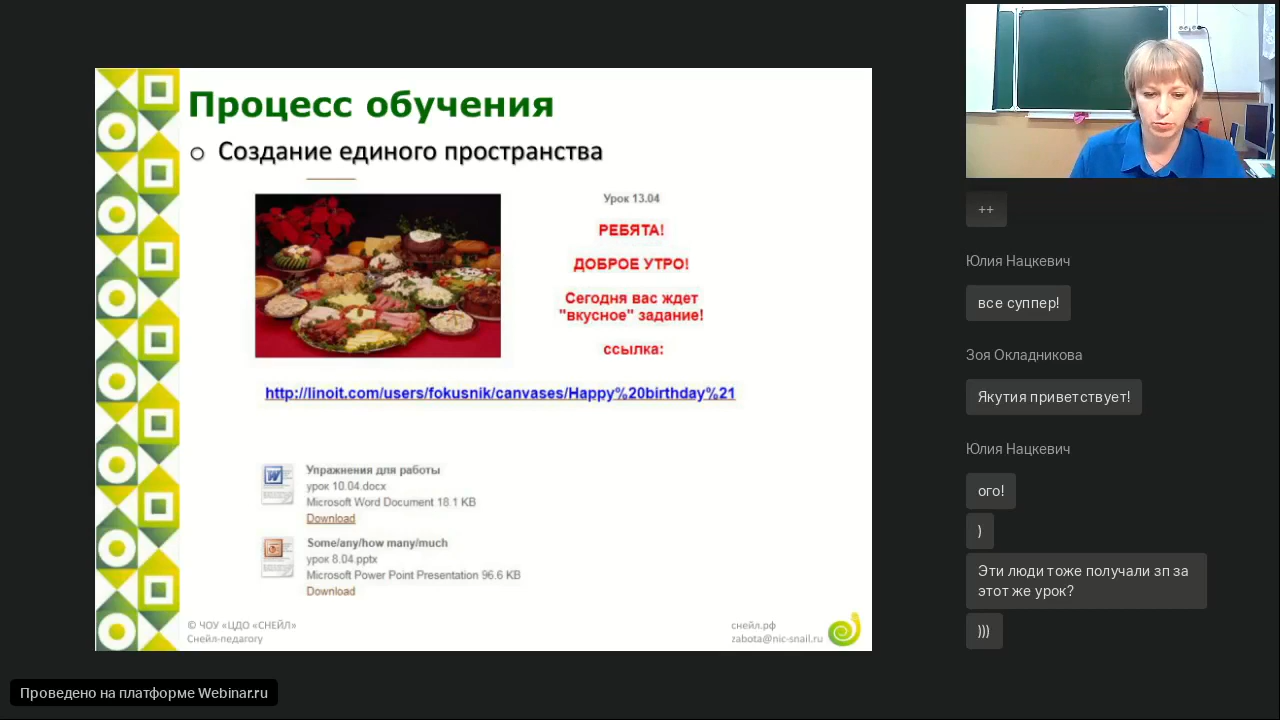 Процесс обучения
o Создание единого пространства
Урок 13.04
РЕБЯТА!
ДОБРОЕ УТРО!
Сегодня вас ждет
"вкусное" задание!
ссылка:
http://linoit.com/users/fokusnik/canvases/Happy%20birthday%21
Упражнения для работы
урок 10.04.docx
Microsoft Word Document 18.1 KB
Download
Some/any/how many/much
урок 8.04.pptx
Microsoft Power Point Presentation 96.6 KB
Download
© ЧОУ «ЦДО «СНЕЙЛ»
Снейл-педагогу
снейл.рф
zabota@nic-snail.ru
++
Юлия Нацкевич
все суппер!
Зоя Окладникова
Якутия приветствует!
Юлия Нацкевич
ого!
)
Эти люди тоже получали зп за
этот же урок?
)))
Проведено на платформе Webinar.ru